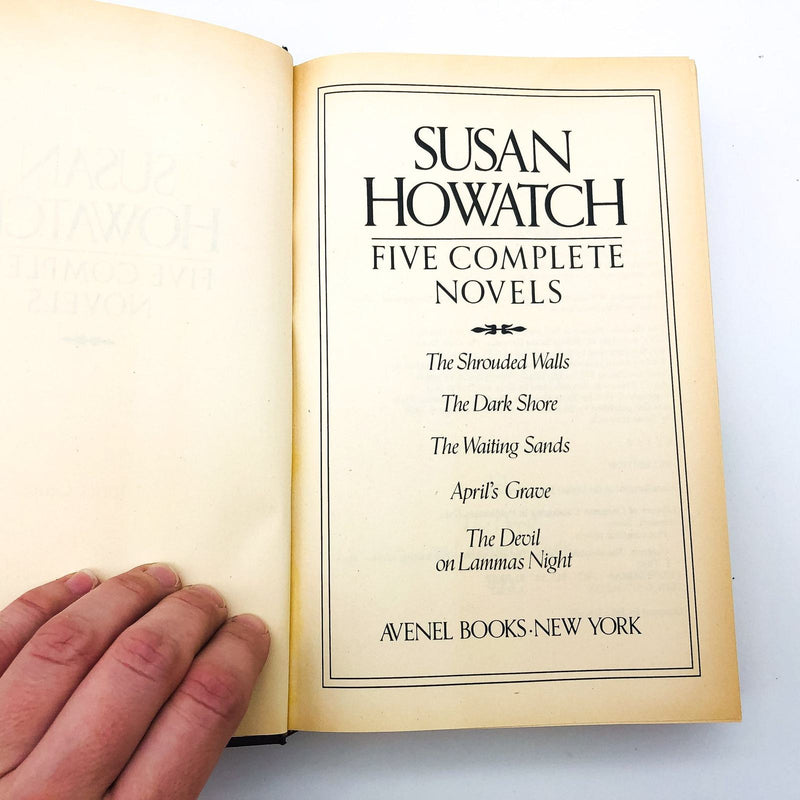 SUSAN
HOWATCH
FIVE COMPLETE
NOVELS
The Shrouded Walls
The Dark Shore
The Waiting Sands
April's Grave
The Devil
on Lammas Night
AVENEL BOOKS·NEW YORK